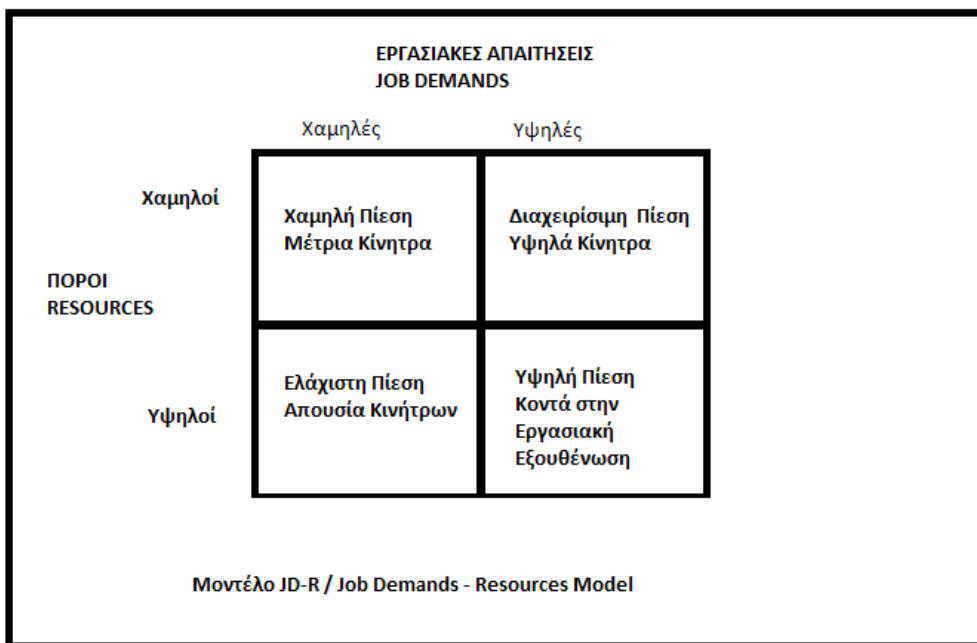 ΕΡΓΑΣΙΑΚΕΣ ΑΠΑΙΤΗΣΕΙΣ
JOB DEMANDS
Χαμηλές
Υψηλές
Χαμηλοί
Χαμηλή Πίεση
Μέτρια Κίνητρα
Διαχειρίσιμη Πίεση
Υψηλά Κίνητρα
ΠΟΡΟΙ
RESOURCES
Υψηλοί
Ελάχιστη Πίεση
Απουσία Κινήτρων
Υψηλή Πίεση
Κοντά στην
Εργασιακή
Εξουθένωση
Μοντέλο JD-R / Job Demands - Resources Model